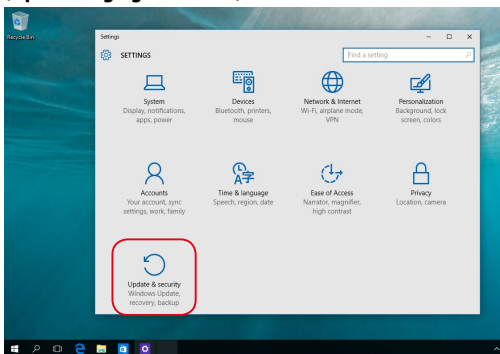 Recycle Bin
Settings
SETTINGS
Find a setting
System
Display, notifications,
apps, power
Devices
Bluetooth, printers,
mouse
Network & Internet
Wi-Fi, airplane mode,
VPN
Personalization
Background, lock
screen, colors
Accounts
Your account, sync
settings, work, family
Time & language
Speech, region, date
Ease of Access
Narrator, magnifier,
high contrast
Privacy
Location, camera
Update & security
Windows Update,
recovery, backup